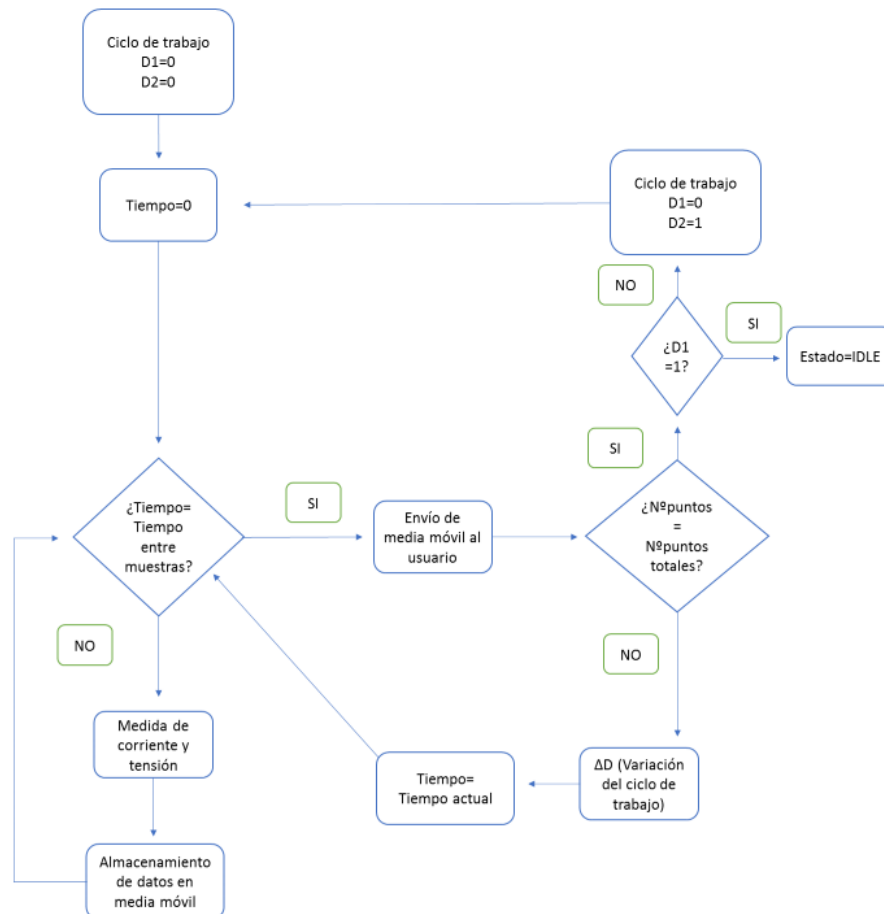 Ciclo de trabajo
D1=0
D2=0
Tiempo=0
Ciclo de trabajo
D1=0
D2=1
NO
SI
¿D1
=1?
Estado=IDLE
SI
¿Tiempo=
Tiempo
entre
muestras?
SI
Envío de
media móvil al
usuario
¿Nºpuntos
=
Nºpuntos
totales?
NO
NO
Medida de
corriente y
tensión
Tiempo=
Tiempo actual
ΔD (Variación
del ciclo de
trabajo)
Almacenamiento
de datos en
media móvil